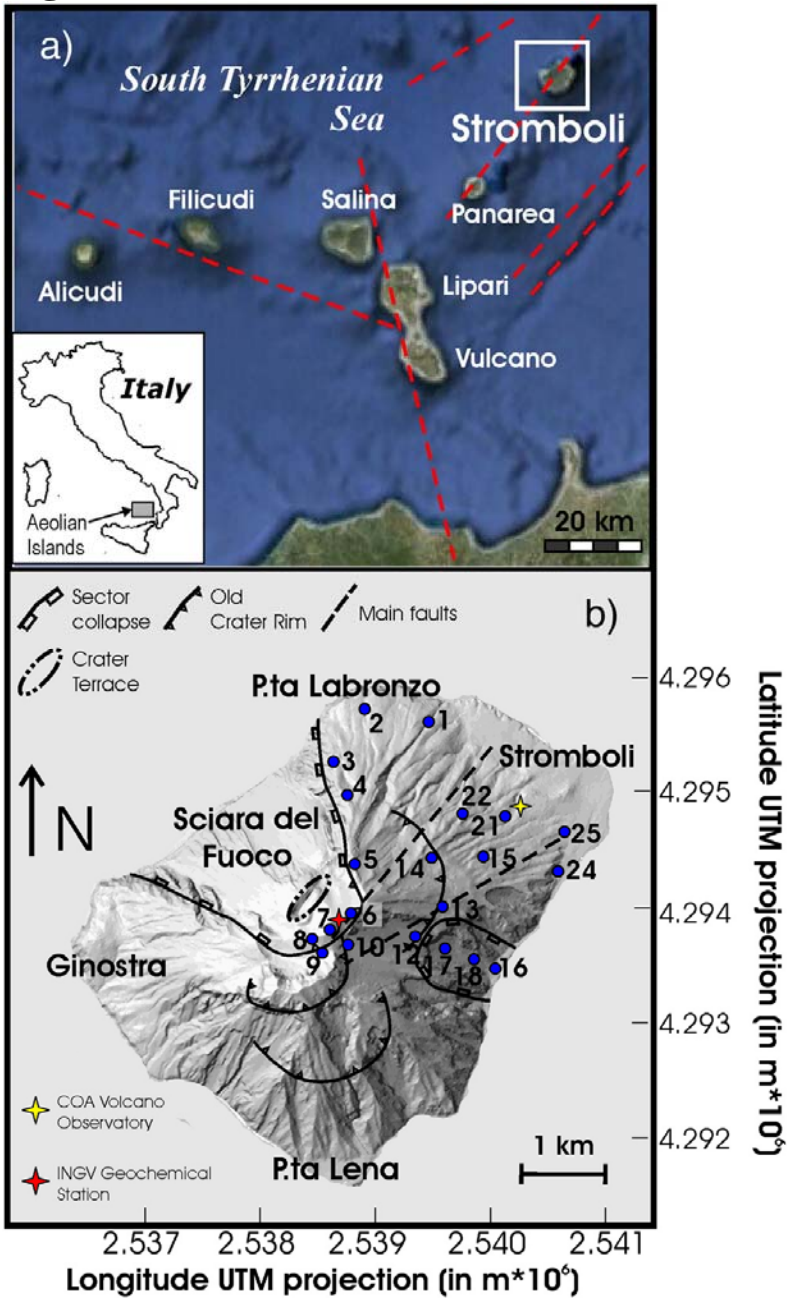 a)
South Tyrrhenian
Sea
Stromboli
Filicudi
Salina
Panarea
Alicudi
Lipari
Vulcano
Italy
Aeolian
Islands
20 km
b)
Sector
collapse
Old
Crater Rim
Main faults
Crater
Terrace
P.ta Labronzo
Stromboli
Sciara del
Fuoco
Ginostra
P.ta Lena
N
1
2
3
4
5
6
7
8
9
10
12
13
14
15
16
17
18
21
22
24
25
COA Volcano
Observatory
INGV Geochemical
Station
1 km
4.296
4.295
4.294
4.293
4.292
Latitude UTM projection (in m*10⁶)
2.537 2.538 2.539 2.540 2.541
Longitude UTM projection (in m*10⁶)